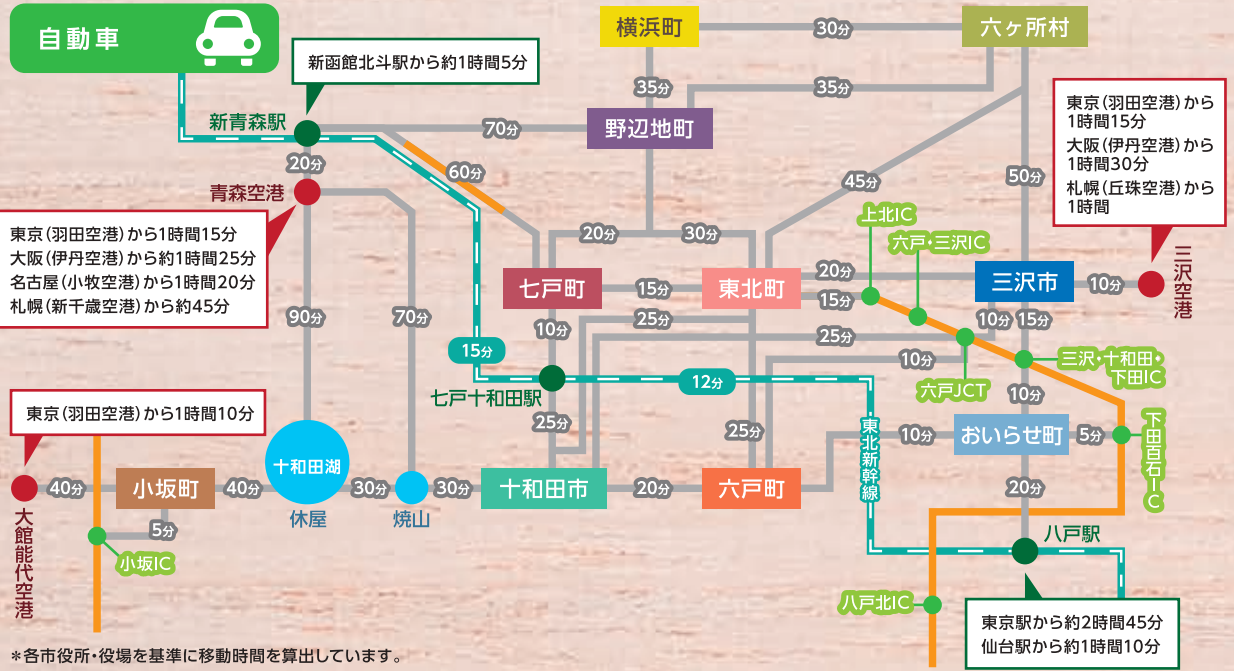 自動車
新函館北斗駅から約1時間5分
横浜町
30分
六ヶ所村
35分
35分
新青森駅
70分
野辺地町
東京(羽田空港)から
1時間15分
大阪(伊丹空港)から
1時間30分
札幌(丘珠空港)から
1時間
20分
60分
45分
50分
青森空港
東京(羽田空港)から1時間15分
大阪(伊丹空港)から約1時間25分
名古屋(小牧空港)から1時間20分
札幌(新千歳空港)から約45分
20分
30分
上北IC
六戸・三沢IC
七戸町
15分
東北町
20分
15分
三沢市
10分
三沢空港
90分
70分
10分
25分
25分
10分
15分
15分
12分
10分
三沢・十和田・
下田IC
七戸十和田駅
六戸JCT
10分
東京(羽田空港)から1時間10分
25分
25分
東北新幹線
10分
おいらせ町
5分
下田百石IC
十和田湖
40分
小坂町
40分
30分
30分
十和田市
20分
六戸町
20分
大館能代空港
5分
休屋
焼山
小坂IC
八戸駅
八戸北IC
東京駅から約2時間45分
仙台駅から約1時間10分
*各市役所・役場を基準に移動時間を算出しています。